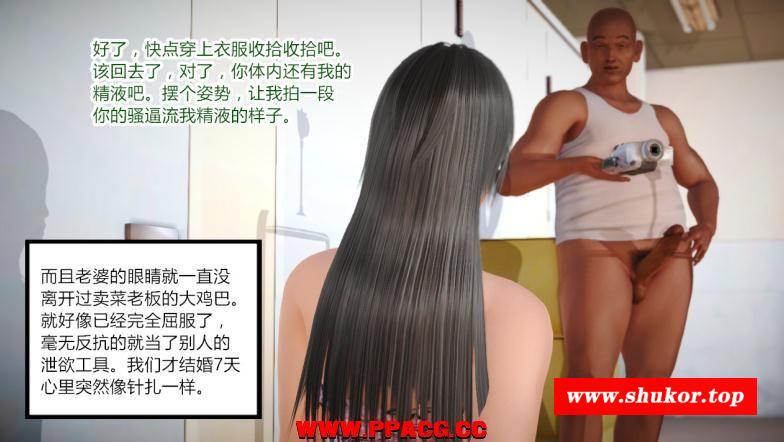 好了，快点穿上衣服收拾收拾吧。
该回去了，对了，你体内还有我的
精液吧。摆个姿势，让我拍一段
你的骚逼流我精液的样子。
而且老婆的眼睛就一直没
离开过卖菜老板的大鸡巴。
就好像已经完全屈服了，
毫无反抗的就当了别人的
泄欲工具。我们才结婚7天
心里突然像针扎一样。
www.shukor.top
WWW.PPACG.CC